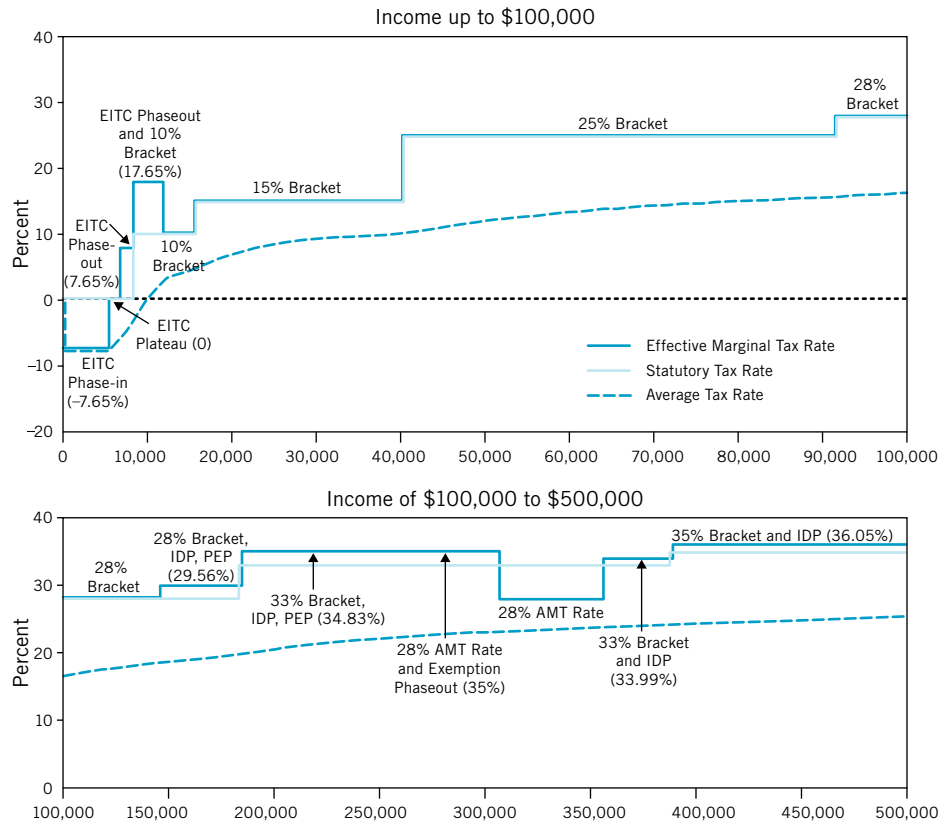 Income up to $100,000
Percent
40
30
20
10
0
–10
–20
EITC Phaseout
and 10%
Bracket
(17.65%)
EITC
Phase-
out
(7.65%)
10%
Bracket
15% Bracket
25% Bracket
28%
Bracket
EITC
Plateau (0)
EITC
Phase-in
(–7.65%)
Effective Marginal Tax Rate
Statutory Tax Rate
Average Tax Rate
0
10,000
20,000
30,000
40,000
50,000
60,000
70,000
80,000
90,000
100,000
Income of $100,000 to $500,000
Percent
40
30
20
10
0
28%
Bracket
28% Bracket,
IDP, PEP
(29.56%)
33% Bracket,
IDP, PEP (34.83%)
28% AMT Rate
and Exemption
Phaseout (35%)
28% AMT Rate
33% Bracket
and IDP
(33.99%)
35% Bracket and IDP (36.05%)
100,000
150,000
200,000
250,000
300,000
350,000
400,000
450,000
500,000